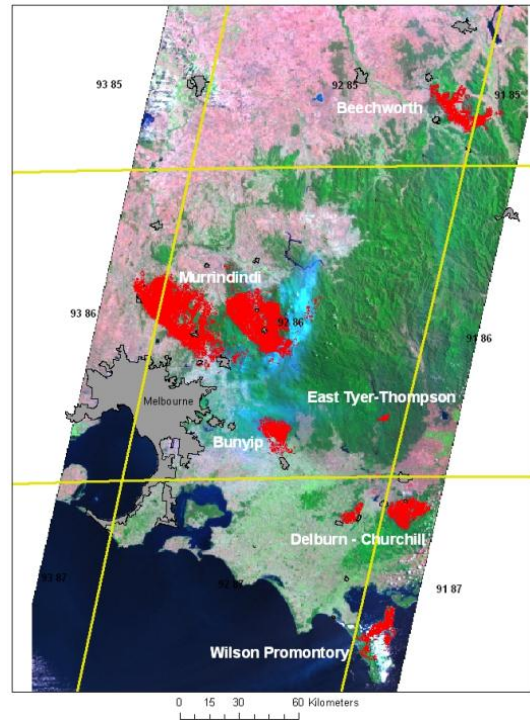 93 85
92 85
91 85
Beechworth
Murrindindi
93 86
92 86
91 86
East Tyer-Thompson
Melbourne
Bunyip
Delburn - Churchill
93 87
92 87
91 87
Wilson Promontory
0 15 30 60 Kilometers